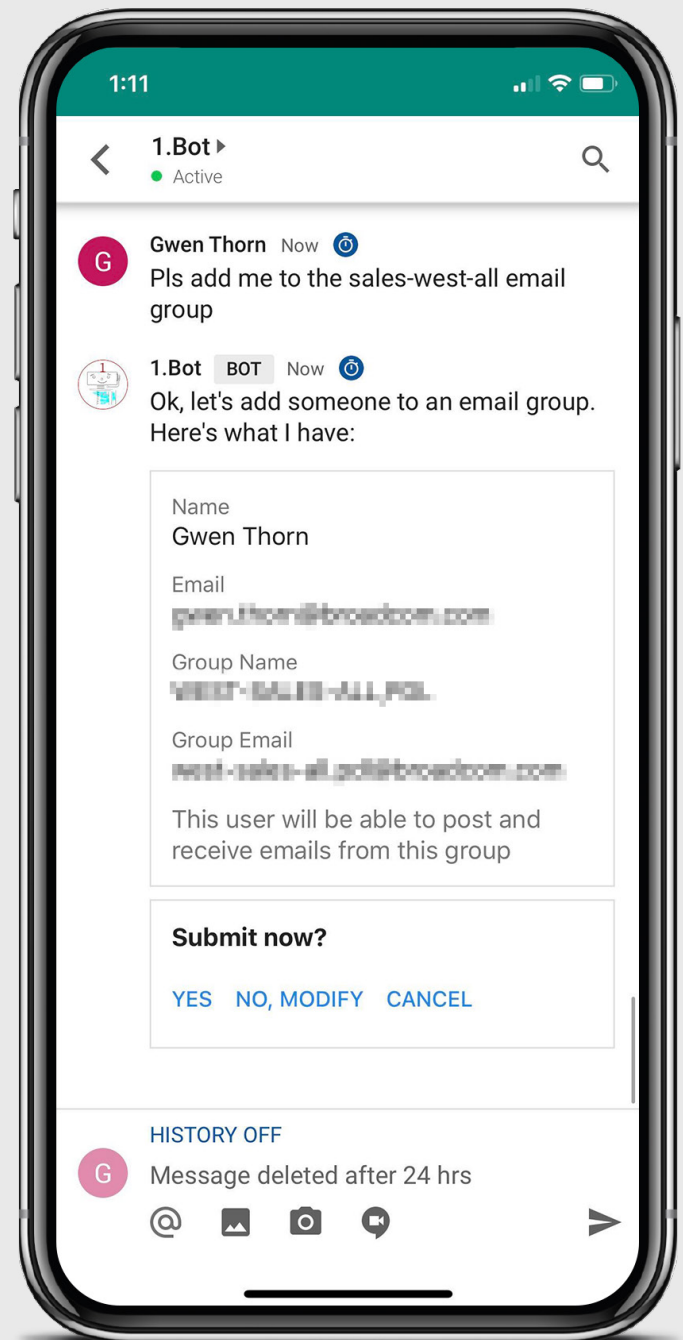 1:11
1.Bot
Active
G
Gwen Thorn Now
Pls add me to the sales-west-all email
group
1
1.Bot BOT Now
Ok, let's add someone to an email group.
Here's what I have:
Name
Gwen Thorn
Email
Group Name
Group Email
This user will be able to post and
receive emails from this group
Submit now?
YES NO, MODIFY CANCEL
HISTORY OFF
G
Message deleted after 24 hrs